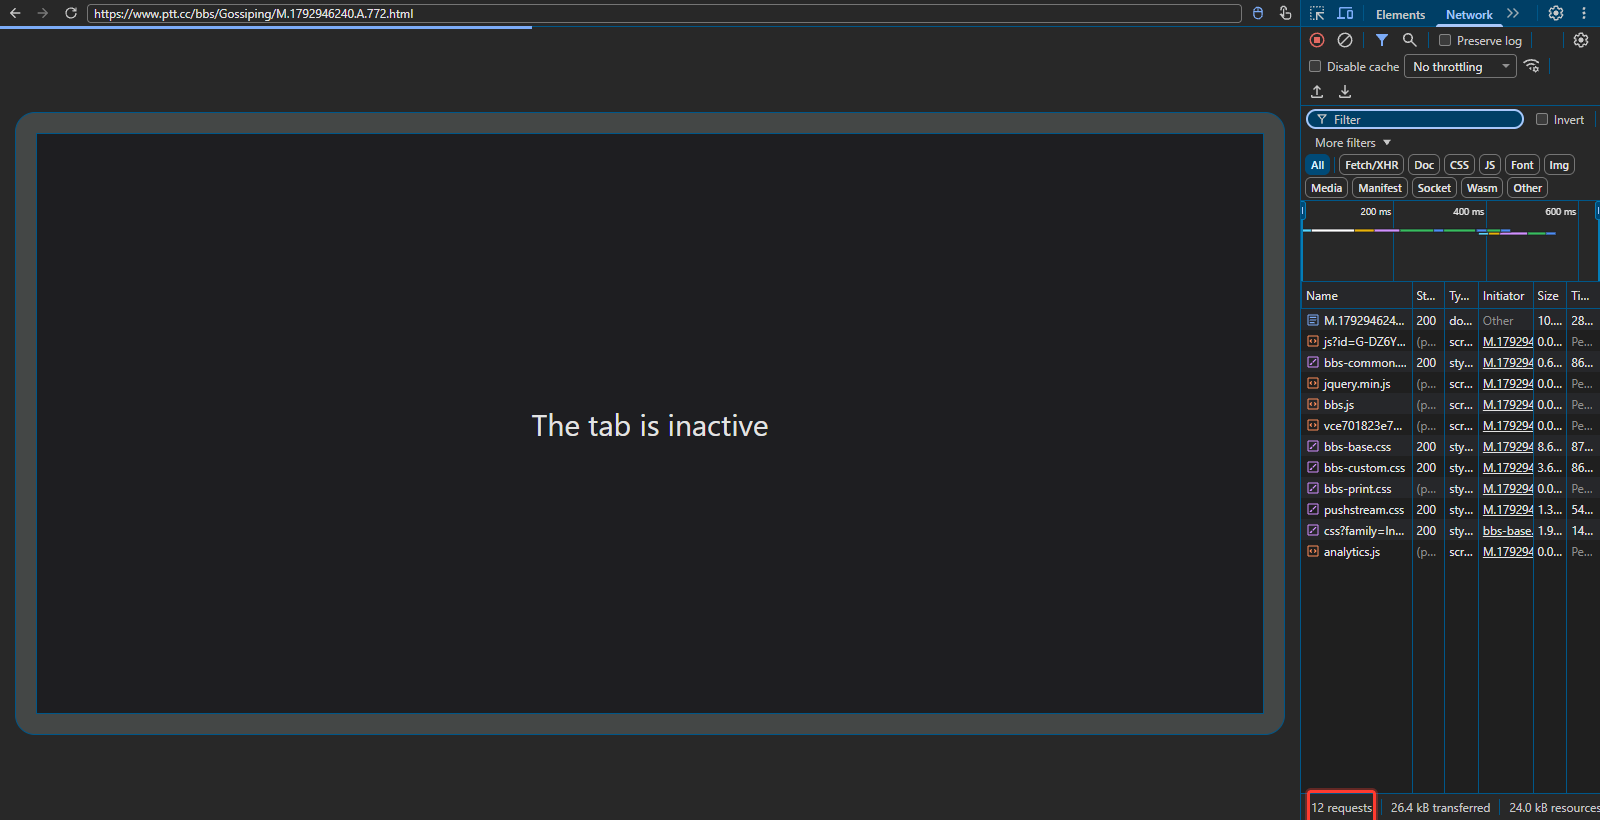 https://www.ptt.cc/bbs/Gossiping/M.1792946240.A.772.html
The tab is inactive
Elements Network
Preserve log
Disable cache No throttling
Filter Invert
More filters
All Fetch/XHR Doc CSS JS Font Img
Media Manifest Socket Wasm Other
200 ms 400 ms 600 ms
Name St... Ty... Initiator Size Ti...
M.179294624... 200 do... Other 10.... 28...
js?id=G-DZ6Y... (p... scr... M.179294 0.0... Pe...
bbs-common.... 200 sty... M.179294 0.6... 86...
jquery.min.js (p... scr... M.179294 0.0... Pe...
bbs.js (p... scr... M.179294 0.0... Pe...
vce701823e7... (p... scr... M.179294 0.0... Pe...
bbs-base.css 200 sty... M.179294 8.6... 87...
bbs-custom.css 200 sty... M.179294 3.6... 86...
bbs-print.css (p... sty... M.179294 0.0... Pe...
pushstream.css 200 sty... M.179294 1.3... 54...
css?family=In... 200 sty... bbs-base. 1.9... 14...
analytics.js (p... scr... M.179294 0.0... Pe...
12 requests 26.4 kB transferred 24.0 kB resources